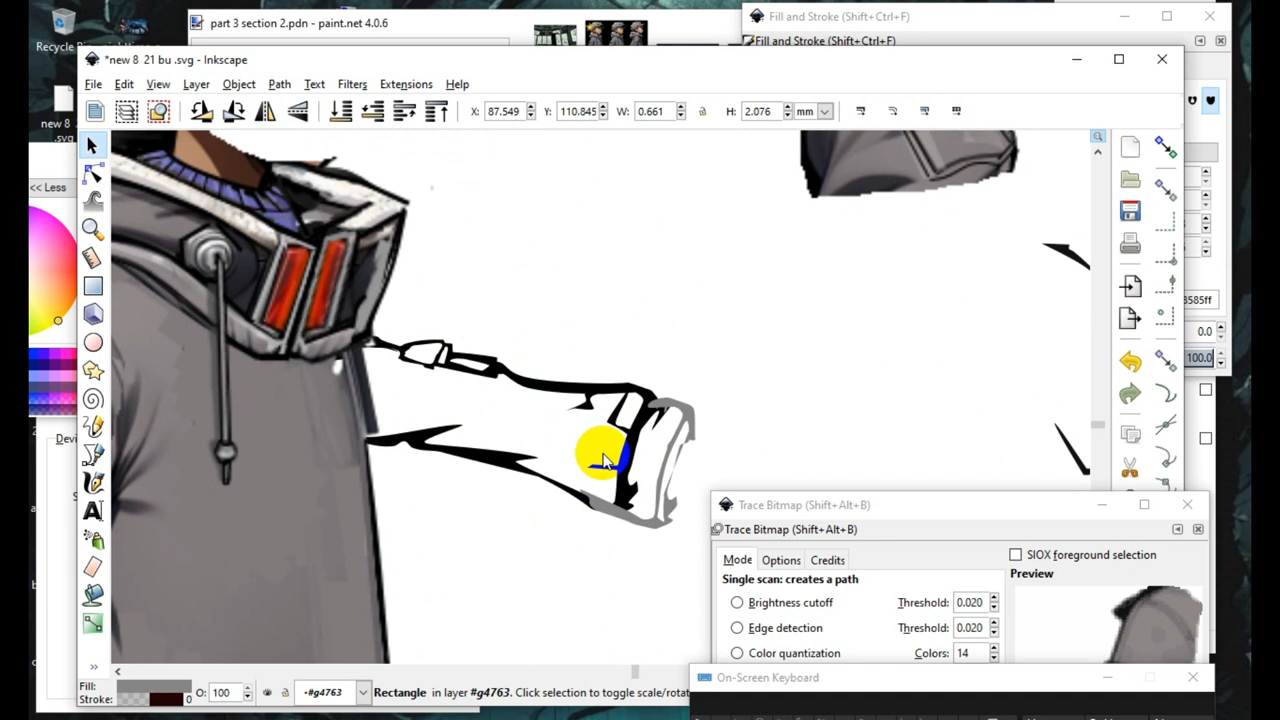 part 3 section 2.pdn - paint.net 4.0.6
Fill and Stroke (Shift+Ctrl+F)
Recycle
Fill and Stroke (Shift+Ctrl+F)
*new 8 21 bu .svg - Inkscape
File Edit View Layer Object Path Filters Text Extensions Help
X: 87.549 Y: 110.845 W: 0.661 H: 2.076 mm
new 8
.svg
<< Less
8585ff
0.0
100.0
Trace Bitmap (Shift+Alt+B)
Trace Bitmap (Shift+Alt+B)
Mode Options Credits
SIOX foreground selection
Single scan: creates a path
Preview
Brightness cutoff Threshold: 0.020
Edge detection Threshold: 0.020
Color quantization Colors: 14
On-Screen Keyboard
Fill:
Stroke: 0
O: 100
-#g4763
Rectangle in layer #g4763. Click selection to toggle scale/rotat